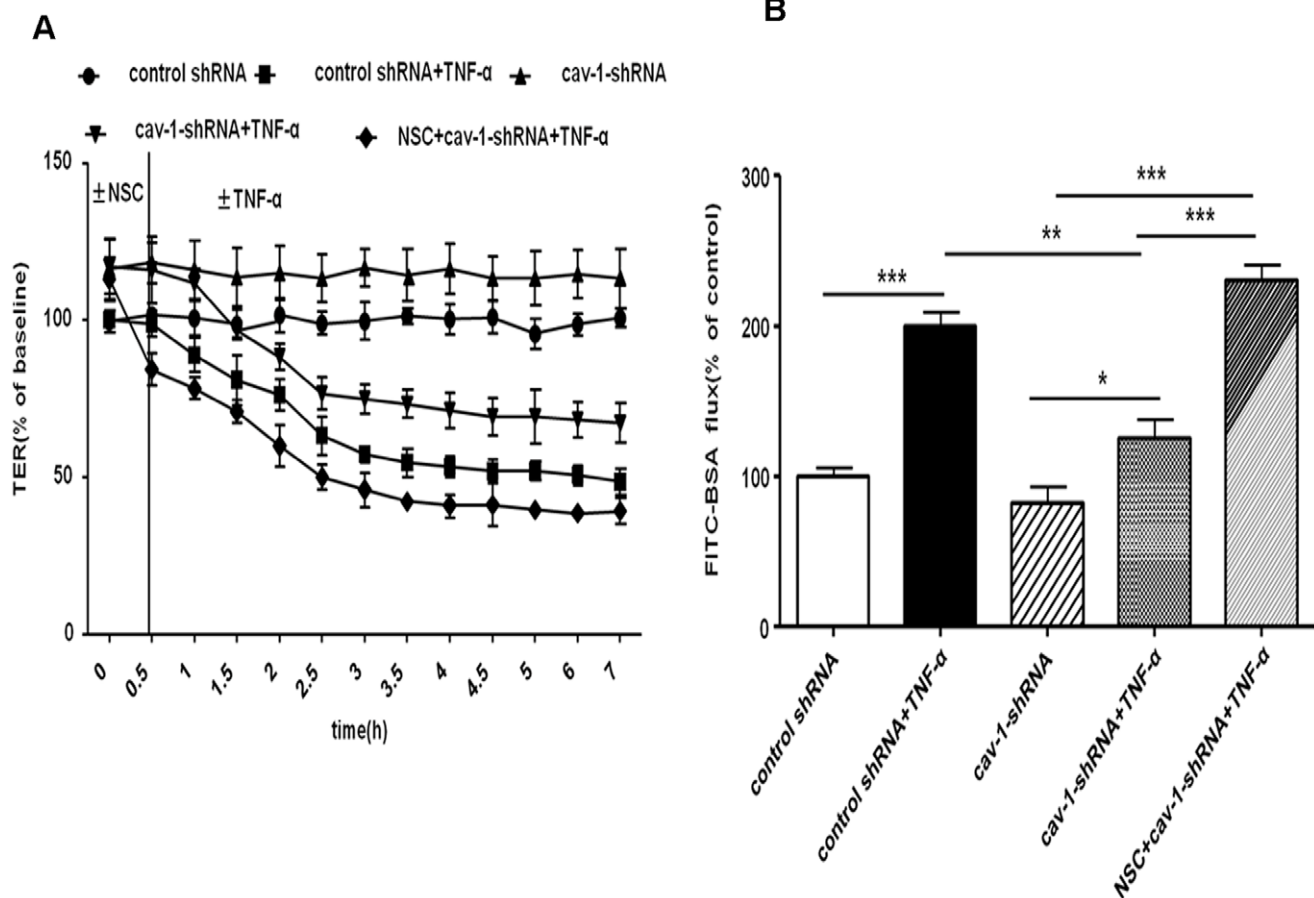 A
control shRNA control shRNA+TNF-α cav-1-shRNA
cav-1-shRNA+TNF-α NSC+cav-1-shRNA+TNF-α
±NSC ±TNF-α
TER(% of baseline)
150
100
50
0
0 0.5 1 1.5 2 2.5 3 3.5 4 4.5 5 6 7
time(h)
B
FITC-BSA flux(% of control)
300
200
100
0
***
***
**
***
*
control shRNA
control shRNA+TNF-α
cav-1-shRNA
cav-1-shRNA+TNF-α
NSC+cav-1-shRNA+TNF-α